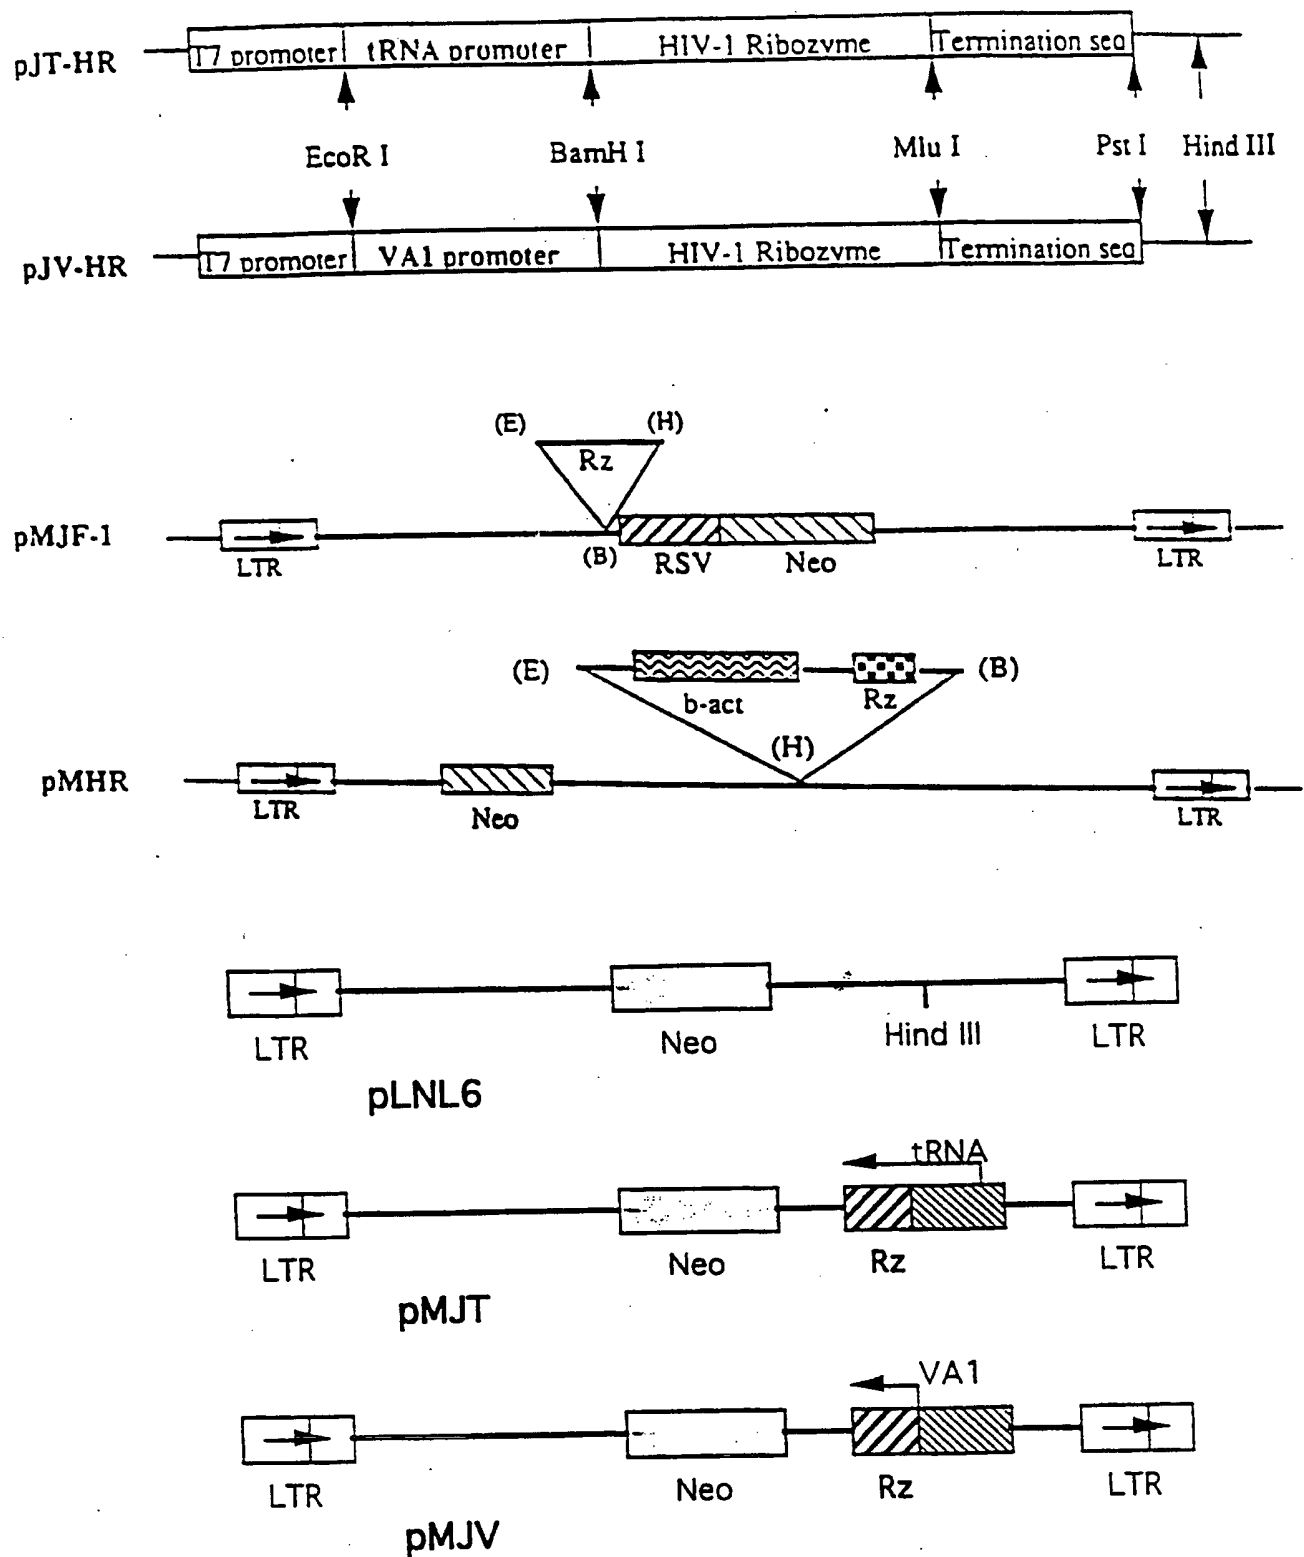 pJT-HR
T7 promoter tRNA promoter HIV-1 Ribozyme Termination seq
EcoR I BamH I Mlu I Pst I Hind III
pJV-HR
T7 promoter VA1 promoter HIV-1 Ribozyme Termination seq
(E) (H)
Rz
pMJF-1
LTR (B) RSV Neo LTR
(E) (B)
b-act Rz
(H)
pMHR
LTR Neo LTR
LTR Neo Hind III LTR
pLNL6
tRNA
LTR Neo Rz LTR
pMJT
VA1
LTR Neo Rz LTR
pMJV